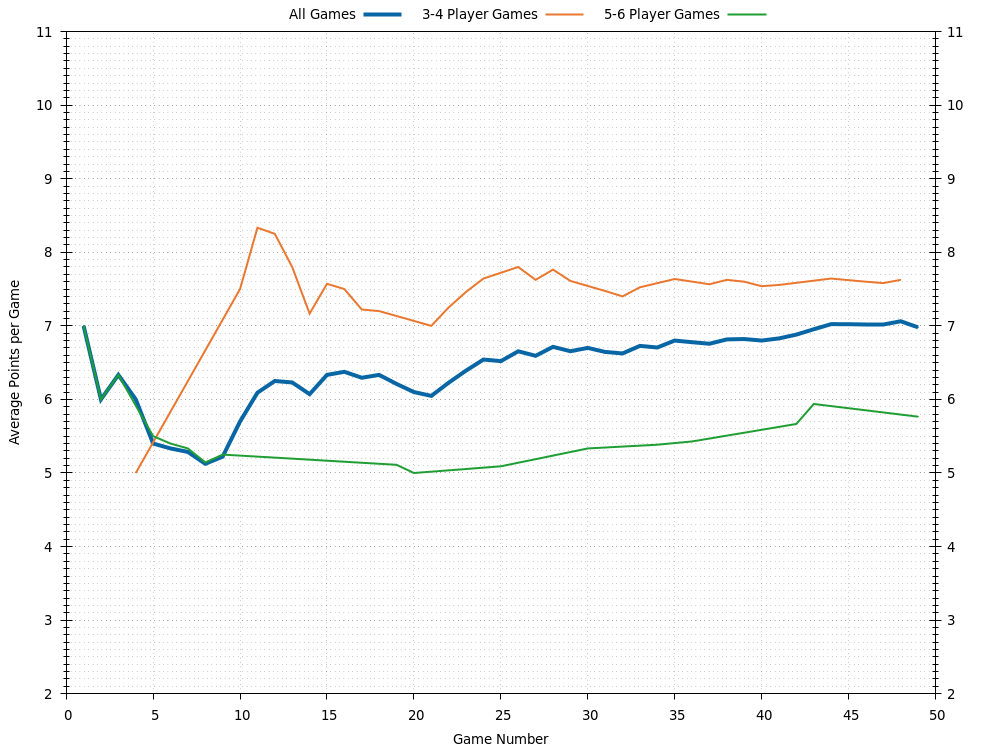 All Games 3-4 Player Games 5-6 Player Games
11 11
10 10
9 9
8 8
7 7
6 6
5 5
4 4
3 3
2 2
Average Points per Game
0 5 10 15 20 25 30 35 40 45 50
Game Number